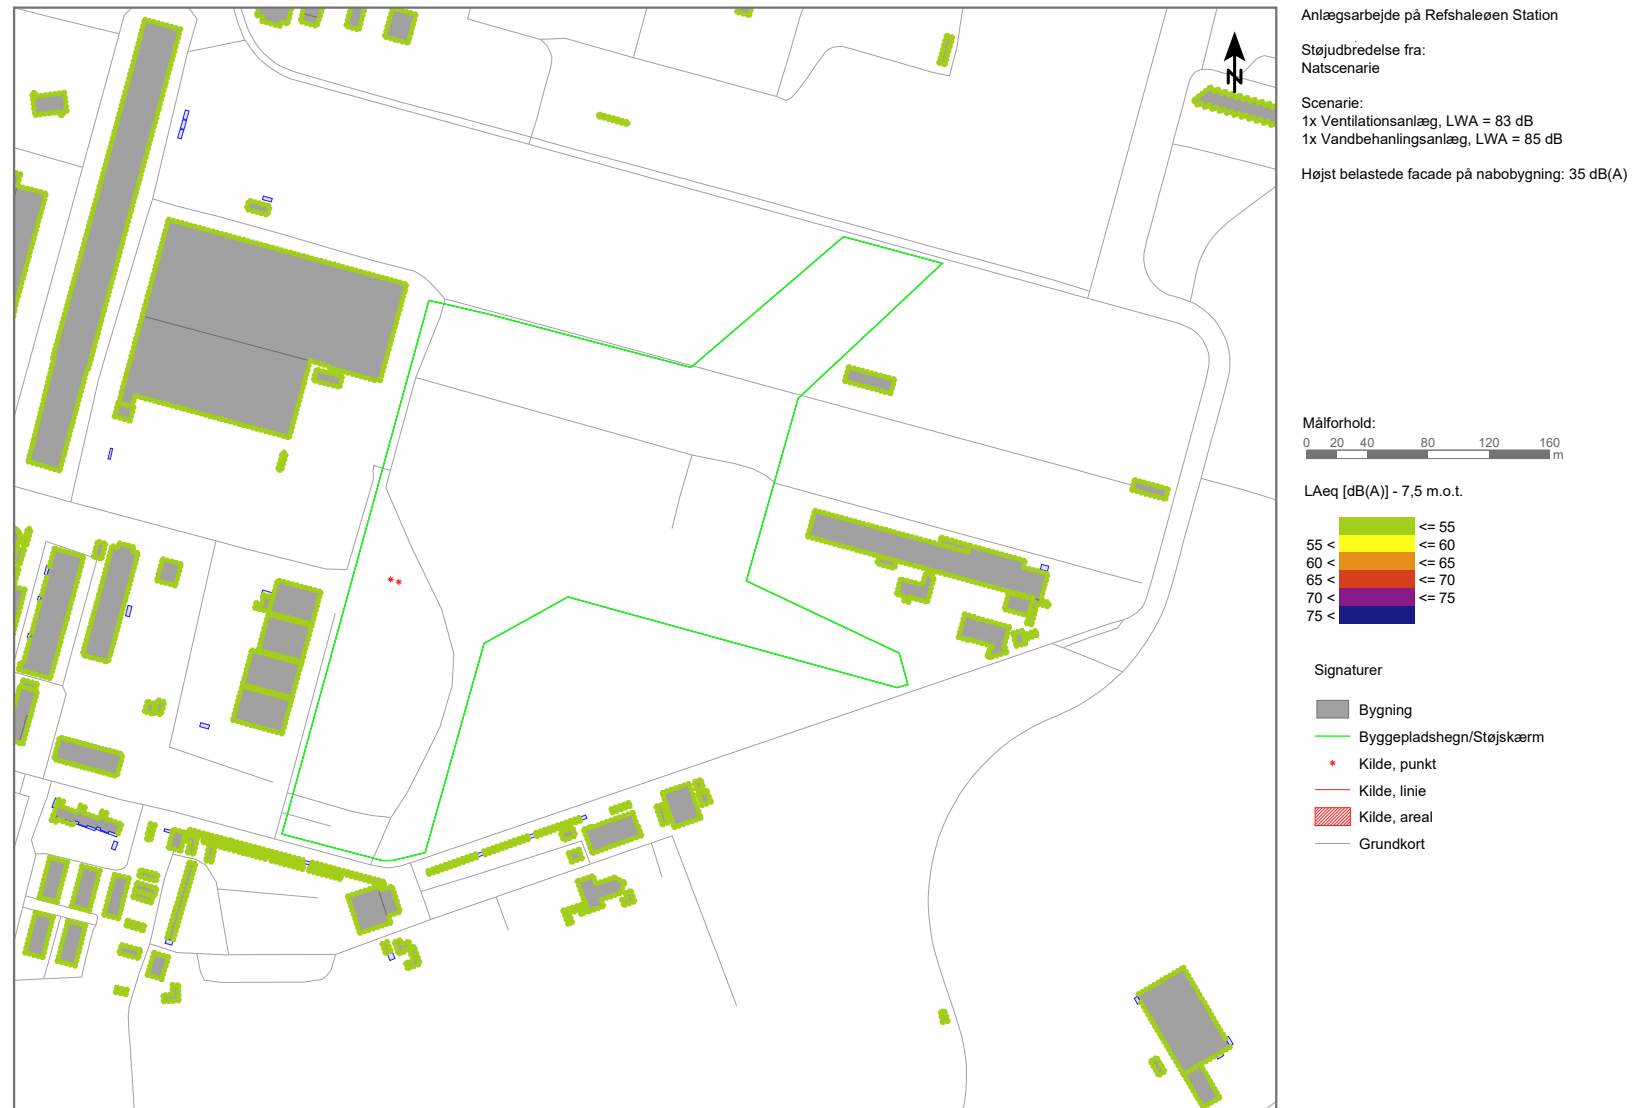 Anlægsarbejde på Refshaleøen Station
Støjudbredelse fra:
Natscenarie
Scenarie:
1x Ventilationsanlæg, LWA = 83 dB
1x Vandbehanlingsanlæg, LWA = 85 dB
Højst belastede facade på nabobygning: 35 dB(A)
N
Målforhold:
0 20 40 80 120 160
m
LAeq [dB(A)] - 7,5 m.o.t.
<= 55
55 < <= 60
60 < <= 65
65 < <= 70
70 < <= 75
75 <
Signaturer
Bygning
Byggepladshegn/Støjskærm
Kilde, punkt
Kilde, linie
Kilde, areal
Grundkort